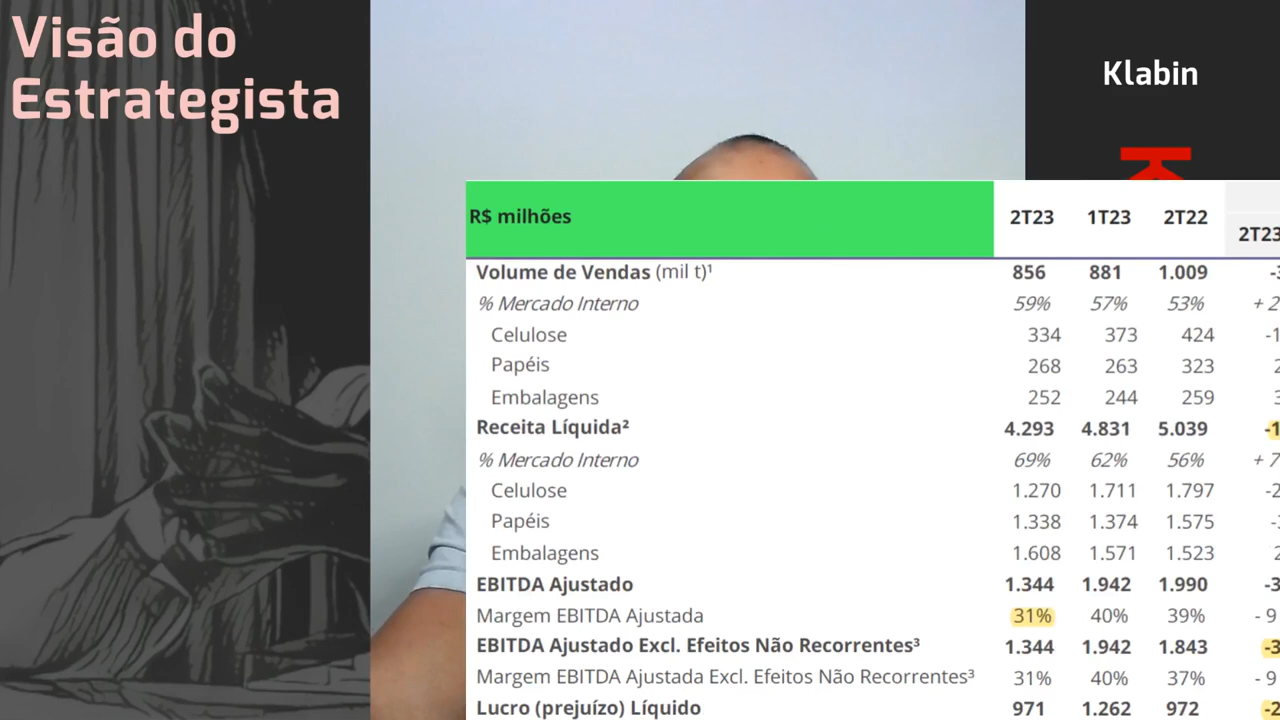 Visão do
Estrategista
Klabin
R$ milhões 2T23 1T23 2T22 2T23
Volume de Vendas (mil t)¹ 856 881 1.009
% Mercado Interno 59% 57% 53%
Celulose 334 373 424
Papéis 268 263 323
Embalagens 252 244 259
Receita Líquida² 4.293 4.831 5.039
% Mercado Interno 69% 62% 56%
Celulose 1.270 1.711 1.797
Papéis 1.338 1.374 1.575
Embalagens 1.608 1.571 1.523
EBITDA Ajustado 1.344 1.942 1.990
Margem EBITDA Ajustada 31% 40% 39% - 9
EBITDA Ajustado Excl. Efeitos Não Recorrentes³ 1.344 1.942 1.843
Margem EBITDA Ajustada Excl. Efeitos Não Recorrentes³ 31% 40% 37% - 9
Lucro (prejuízo) Líquido 971 1.262 972